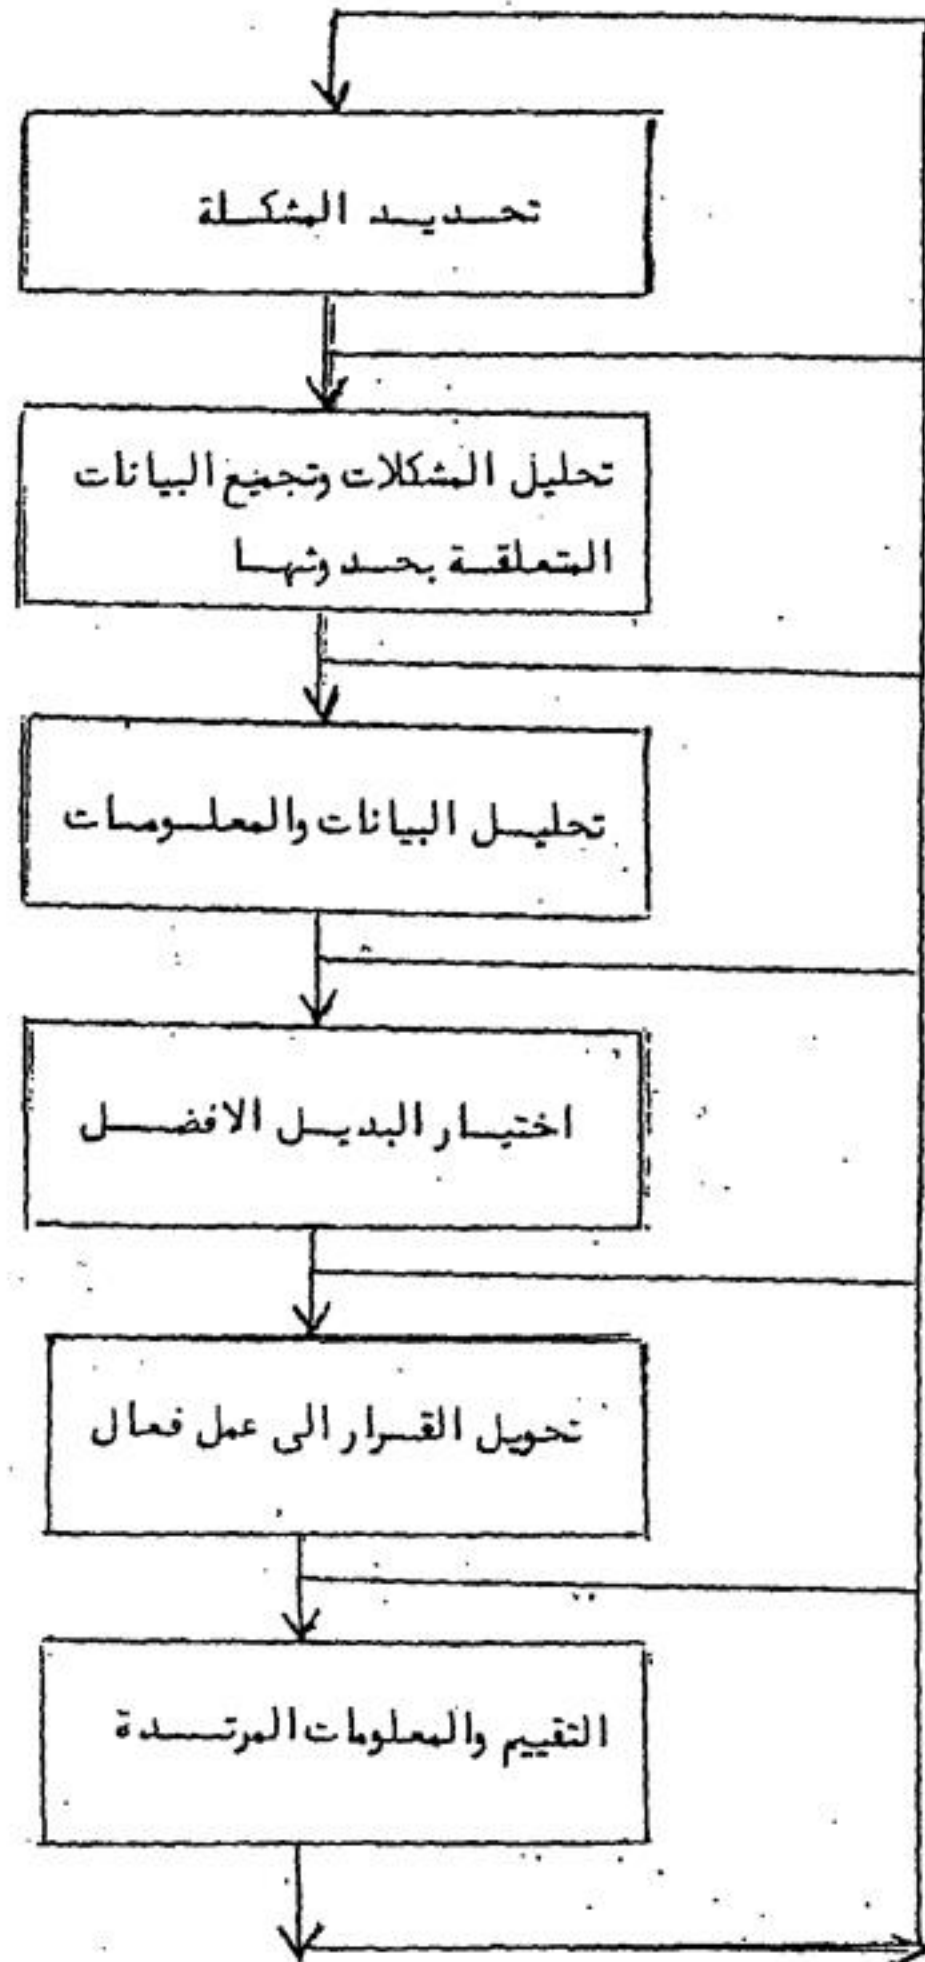 تحديد المشكلة
تحليل المشكلات وتجميع البيانات
المتعلقة بحدوثها
تحليل البيانات والمعلومات
اختيار البديل الافضل
تحويل القرار الى عمل فعال
التقييم والمعلومات المرتدة